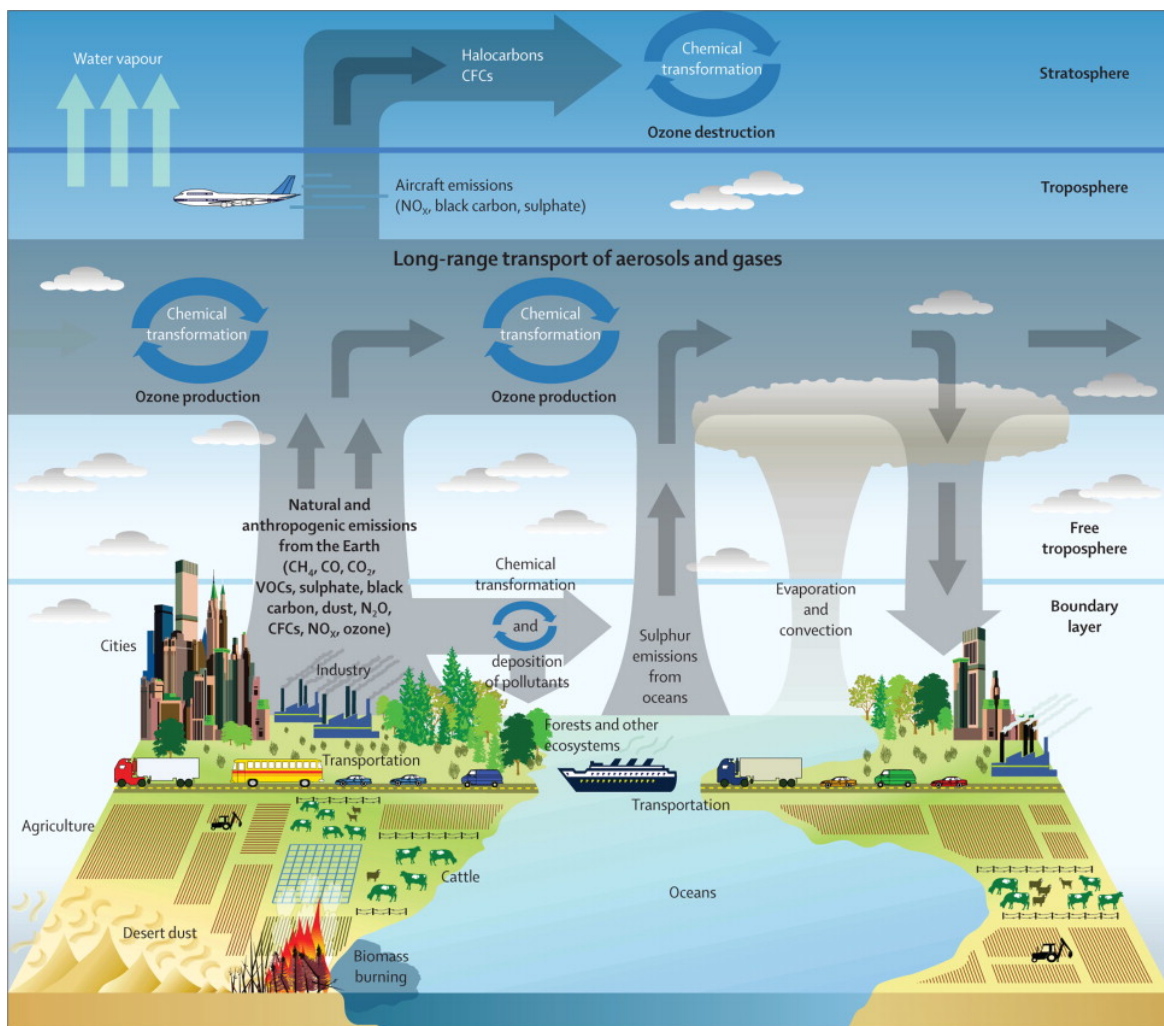 Water vapour
Halocarbons
CFCs
Chemical
transformation
Ozone destruction
Stratosphere
Aircraft emissions
(NOₓ, black carbon, sulphate)
Troposphere
Long-range transport of aerosols and gases
Chemical
transformation
Ozone production
Chemical
transformation
Ozone production
Natural and
anthropogenic emissions
from the Earth
(CH₄, CO, CO₂,
VOCs, sulphate, black
carbon, dust, N₂O,
CFCs, NOₓ, ozone)
Free
troposphere
Chemical
transformation
and
deposition
of pollutants
Evaporation
and
convection
Boundary
layer
Sulphur
emissions
from
oceans
Cities
Industry
Forests and other
ecosystems
Transportation
Transportation
Agriculture
Cattle
Oceans
Desert dust
Biomass
burning